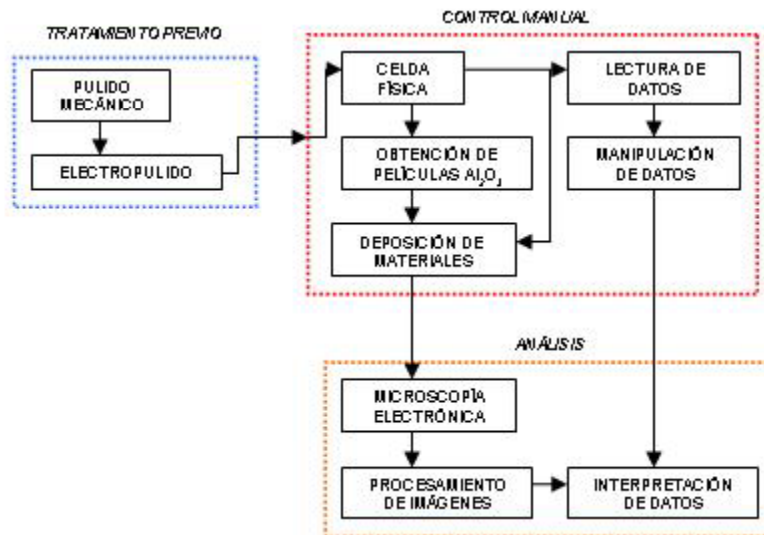 TRATAMIENTO PREVIO
PULIDO
MECÁNICO
ELECTROPULIDO
CONTROL MANUAL
CELDA
FÍSICA
LECTURA DE
DATOS
OBTENCIÓN DE
PELÍCULAS Al₂O₃
MANIPULACIÓN
DE DATOS
DEPOSICIÓN DE
MATERIALES
ANÁLISIS
MICROSCOPÍA
ELECTRÓNICA
PROCESAMIENTO
DE IMÁGENES
INTERPRETACIÓN
DE DATOS